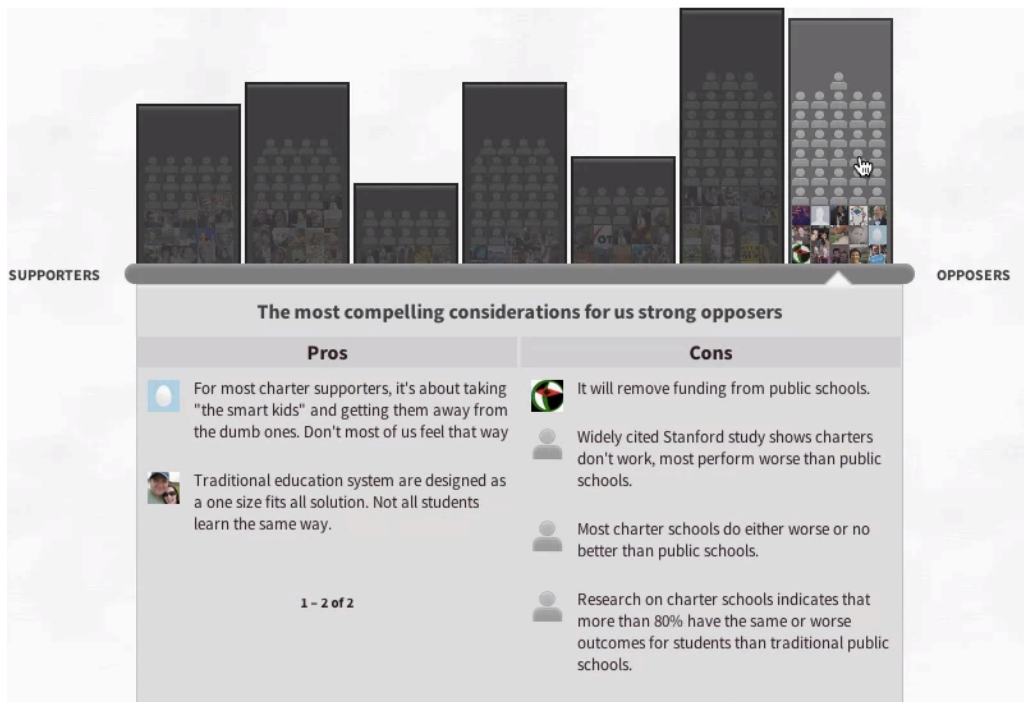 SUPPORTERS
OPPOSERS
The most compelling considerations for us strong opposers
Pros
For most charter supporters, it's about taking
"the smart kids" and getting them away from
the dumb ones. Don't most of us feel that way
Traditional education system are designed as
a one size fits all solution. Not all students
learn the same way.
1 – 2 of 2
Cons
It will remove funding from public schools.
Widely cited Stanford study shows charters
don't work, most perform worse than public
schools.
Most charter schools do either worse or no
better than public schools.
Research on charter schools indicates that
more than 80% have the same or worse
outcomes for students than traditional public
schools.